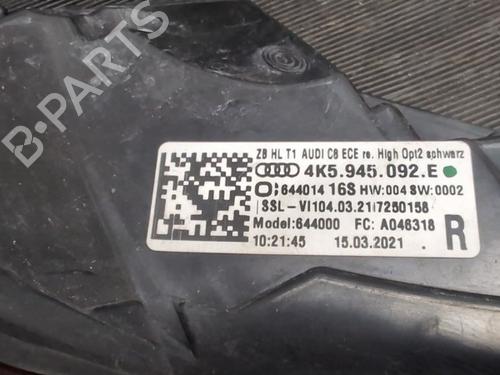 ZB HL T1 AUDI C8 ECE re. High Opt2 schwarz
4K5.945.092.E
644014 16S HW:004 SW:0002
SSL-VI104.03.21i7250158
Model:644000 FC: A046318
10:21:45 15.03.2021 R
B-PARTS